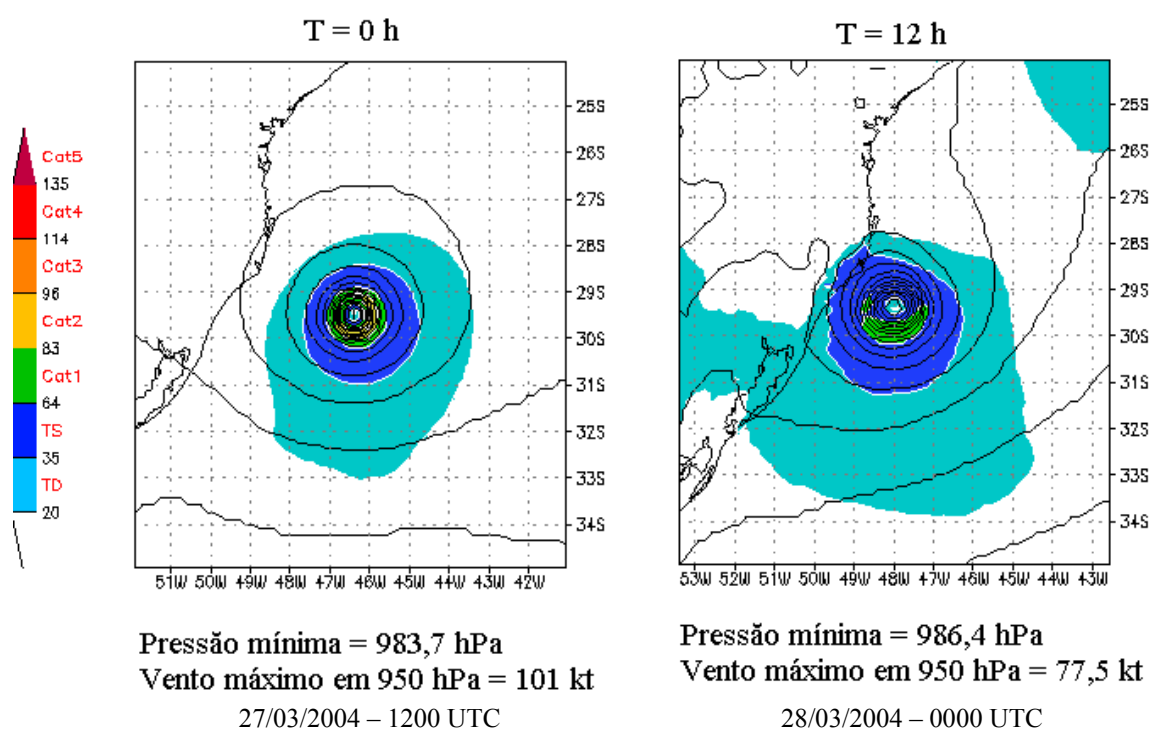 T = 0 h
T = 12 h
Cat5
135
Cat4
114
Cat3
96
Cat2
83
Cat1
64
TS
35
TD
20
25S
26S
27S
28S
29S
30S
31S
32S
33S
34S
51W 50W 49W 48W 47W 46W 45W 44W 43W 42W
25S
26S
27S
28S
29S
30S
31S
32S
33S
34S
53W 52W 51W 50W 49W 48W 47W 46W 45W 44W 43W
Pressão mínima = 983,7 hPa
Vento máximo em 950 hPa = 101 kt
27/03/2004 – 1200 UTC
Pressão mínima = 986,4 hPa
Vento máximo em 950 hPa = 77,5 kt
28/03/2004 – 0000 UTC